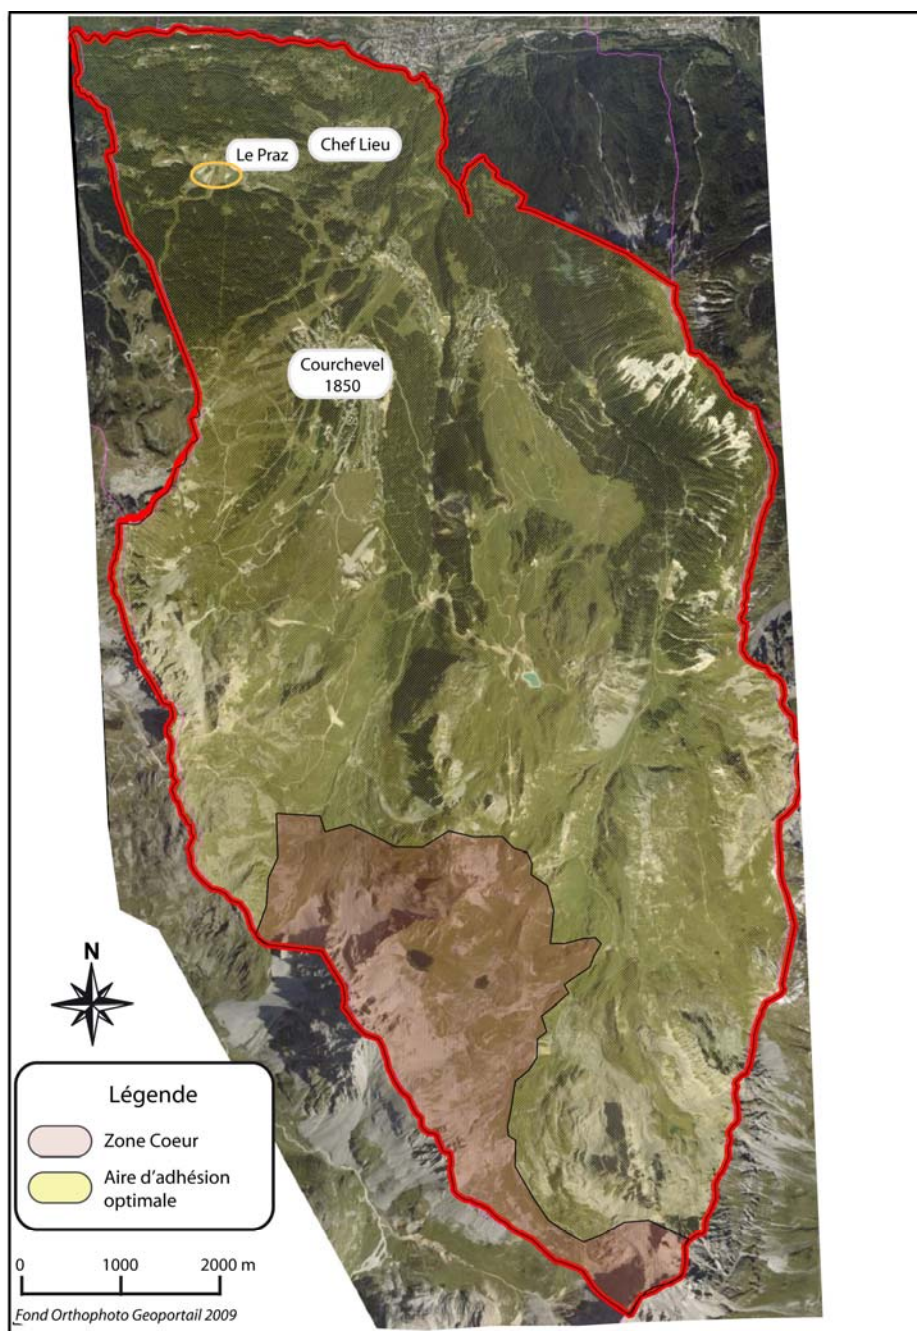 Chef Lieu
Le Praz
Courchevel
1850
N
Légende
Zone Coeur
Aire d'adhésion
optimale
0 1000 2000 m
Fond Orthophoto Geoportail 2009